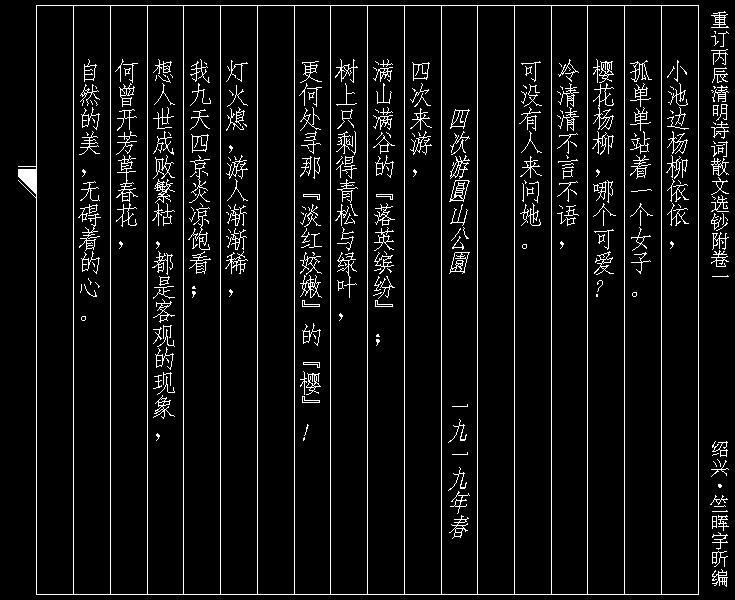 重订丙辰清明诗词散文选钞附卷一
绍兴·竺晖宇昕编
小池边杨柳依依，
孤单单站着一个女子。
樱花杨柳，哪个可爱？
冷清清不言不语，
可没有人来问她。
四次游圆山公園 一九一九年春
四次来游，
满山满谷的『落英缤纷』；
树上只剩得青松与绿叶，
更何处寻那『淡红姣嫩』的『樱』！
灯火熄，游人渐渐稀，
我九天四京炎凉饱看；
想人世成败繁枯，都是客观的现象，
何曾开芳草春花，
自然的美，无碍着的心。